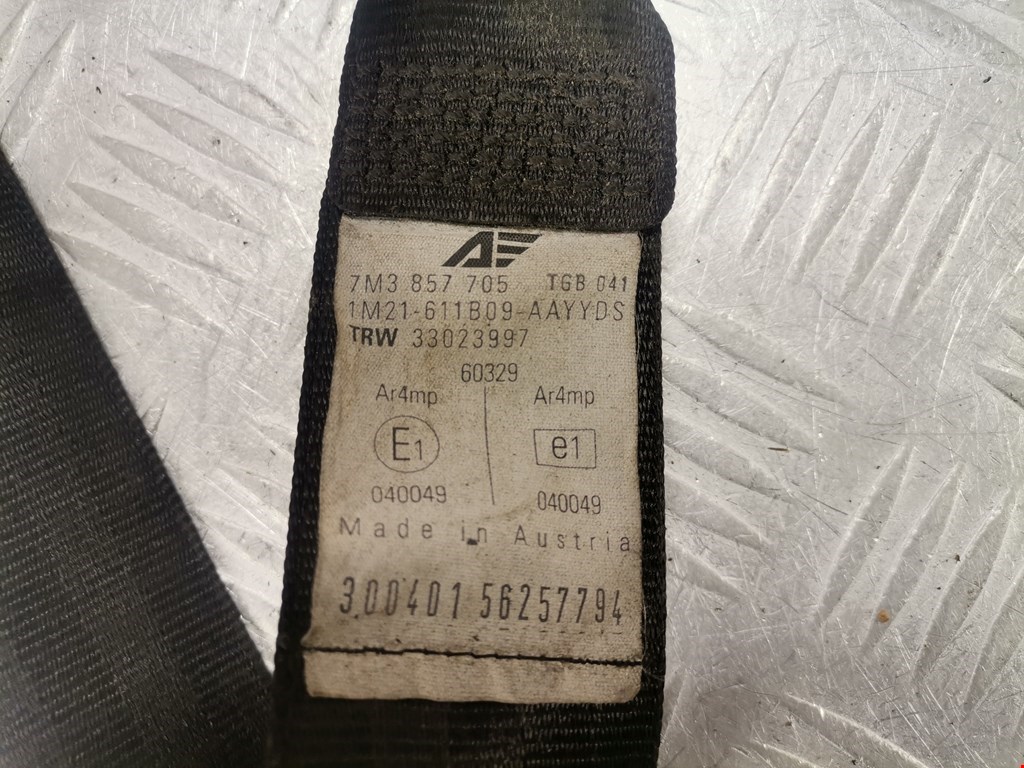 AE
7M3 857 705 TGB 041
1M21-611B09-AAYYDS
TRW 33023997
60329
Ar4mp Ar4mp
E1 e1
040049 040049
Made in Austria
300401 56257794